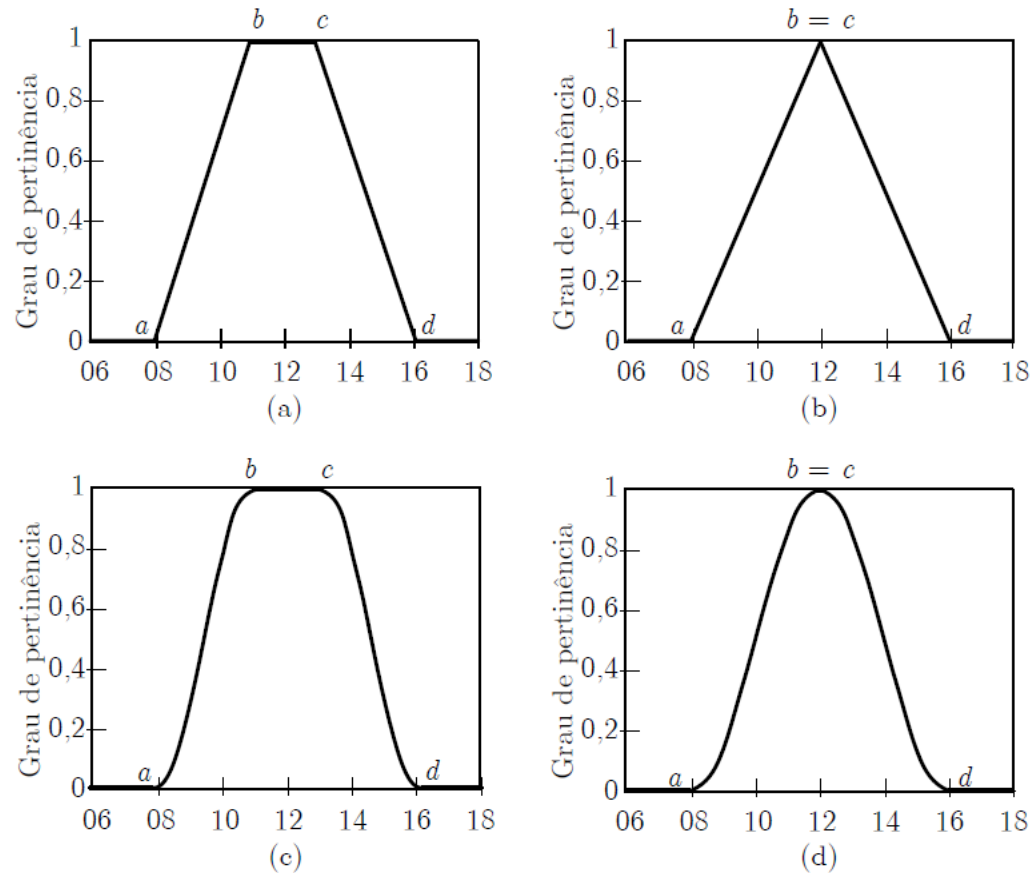 b c
Grau de pertinência
1
0,8
0,6
0,4
0,2
0
a d
06 08 10 12 14 16 18
(a)
b = c
Grau de pertinência
1
0,8
0,6
0,4
0,2
0
a d
06 08 10 12 14 16 18
(b)
b c
Grau de pertinência
1
0,8
0,6
0,4
0,2
0
a d
06 08 10 12 14 16 18
(c)
b = c
Grau de pertinência
1
0,8
0,6
0,4
0,2
0
a d
06 08 10 12 14 16 18
(d)